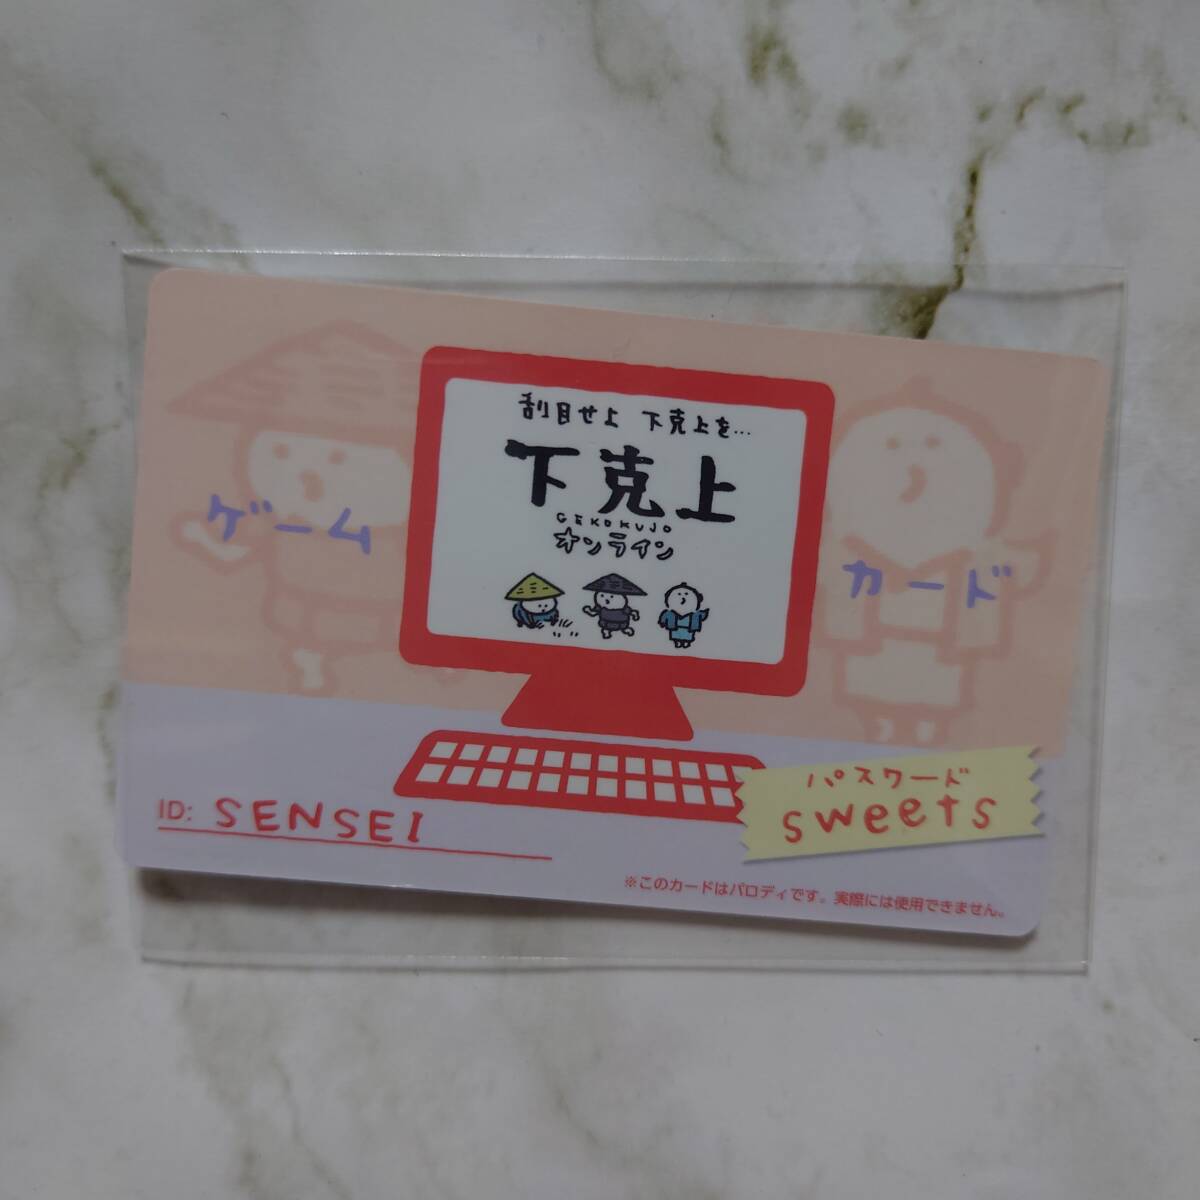 刮目せよ 下克上を…
下克上
GEKOKUJO
オンライン
ゲーム
カード
パスワード
sweets
ID: SENSEI
※このカードはパロディです。実際には使用できません。